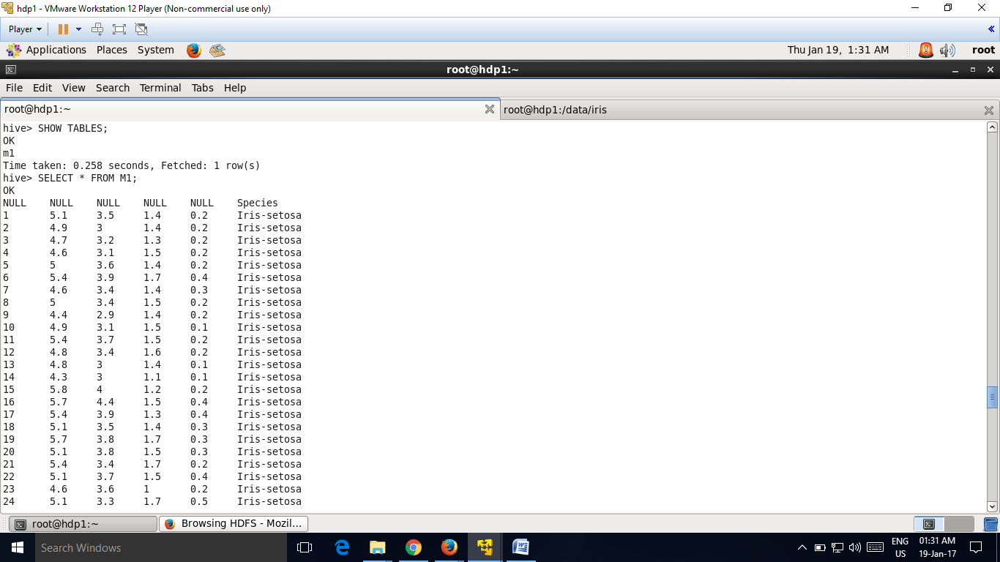 hdp1 - VMware Workstation 12 Player (Non-commercial use only)
Player
Applications Places System Thu Jan 19, 1:31 AM root
root@hdp1:~
File Edit View Search Terminal Tabs Help
root@hdp1:~ root@hdp1:/data/iris
hive> SHOW TABLES;
OK
m1
Time taken: 0.258 seconds, Fetched: 1 row(s)
hive> SELECT * FROM M1;
OK
NULL NULL NULL NULL NULL Species
1 5.1 3.5 1.4 0.2 Iris-setosa
2 4.9 3 1.4 0.2 Iris-setosa
3 4.7 3.2 1.3 0.2 Iris-setosa
4 4.6 3.1 1.5 0.2 Iris-setosa
5 5 3.6 1.4 0.2 Iris-setosa
6 5.4 3.9 1.7 0.4 Iris-setosa
7 4.6 3.4 1.4 0.3 Iris-setosa
8 5 3.4 1.5 0.2 Iris-setosa
9 4.4 2.9 1.4 0.2 Iris-setosa
10 4.9 3.1 1.5 0.1 Iris-setosa
11 5.4 3.7 1.5 0.2 Iris-setosa
12 4.8 3.4 1.6 0.2 Iris-setosa
13 4.8 3 1.4 0.1 Iris-setosa
14 4.3 3 1.1 0.1 Iris-setosa
15 5.8 4 1.2 0.2 Iris-setosa
16 5.7 4.4 1.5 0.4 Iris-setosa
17 5.4 3.9 1.3 0.4 Iris-setosa
18 5.1 3.5 1.4 0.3 Iris-setosa
19 5.7 3.8 1.7 0.3 Iris-setosa
20 5.1 3.8 1.5 0.3 Iris-setosa
21 5.4 3.4 1.7 0.2 Iris-setosa
22 5.1 3.7 1.5 0.4 Iris-setosa
23 4.6 3.6 1 0.2 Iris-setosa
24 5.1 3.3 1.7 0.5 Iris-setosa
root@hdp1:~ Browsing HDFS - Mozil...
Search Windows ENG 01:31 AM
US 19-Jan-17